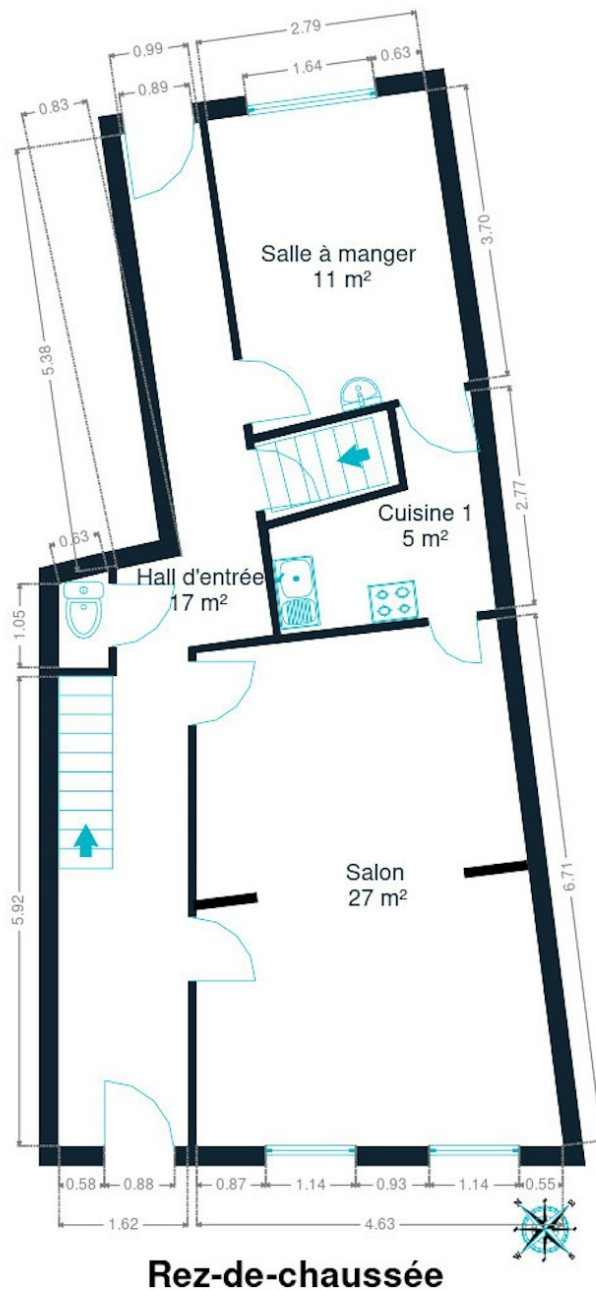 2.79
0.99
1.64
0.63
0.89
0.83
3.70
Salle à manger
11 m²
5.38
2.77
Cuisine 1
5 m²
0.63
Hall d'entrée
17 m²
1.05
6.71
Salon
27 m²
5.92
0.58
0.88
0.87
1.14
0.93
1.14
0.55
1.62
4.63
N
E
W
S
Rez-de-chaussée